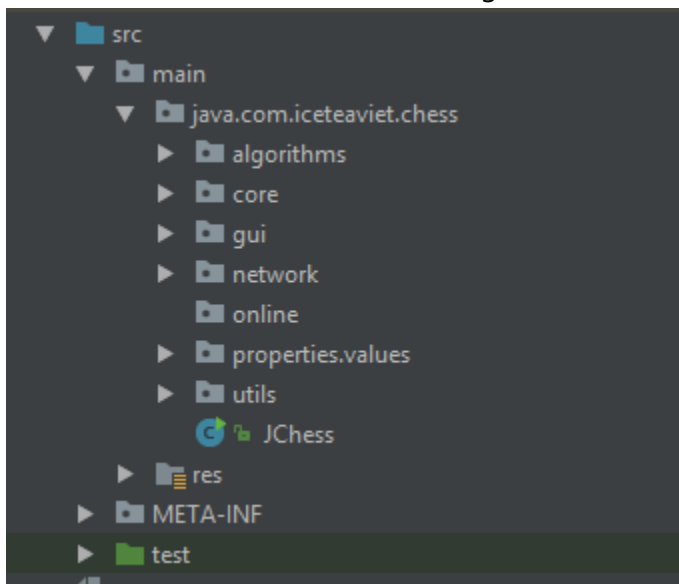 src
main
java.com.iceteaviet.chess
algorithms
core
gui
network
online
properties.values
utils
JChess
res
META-INF
test